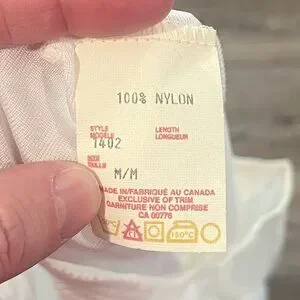 100% NYLON
STYLE
MODELE
LENGTH
LONGUEUR
1402
SIZE
TAILLE
M/M
MADE IN/FABRIQUÉ AU CANADA
EXCLUSIVE OF TRIM
GARNITURE NON COMPRISE
CA 00776
150°C